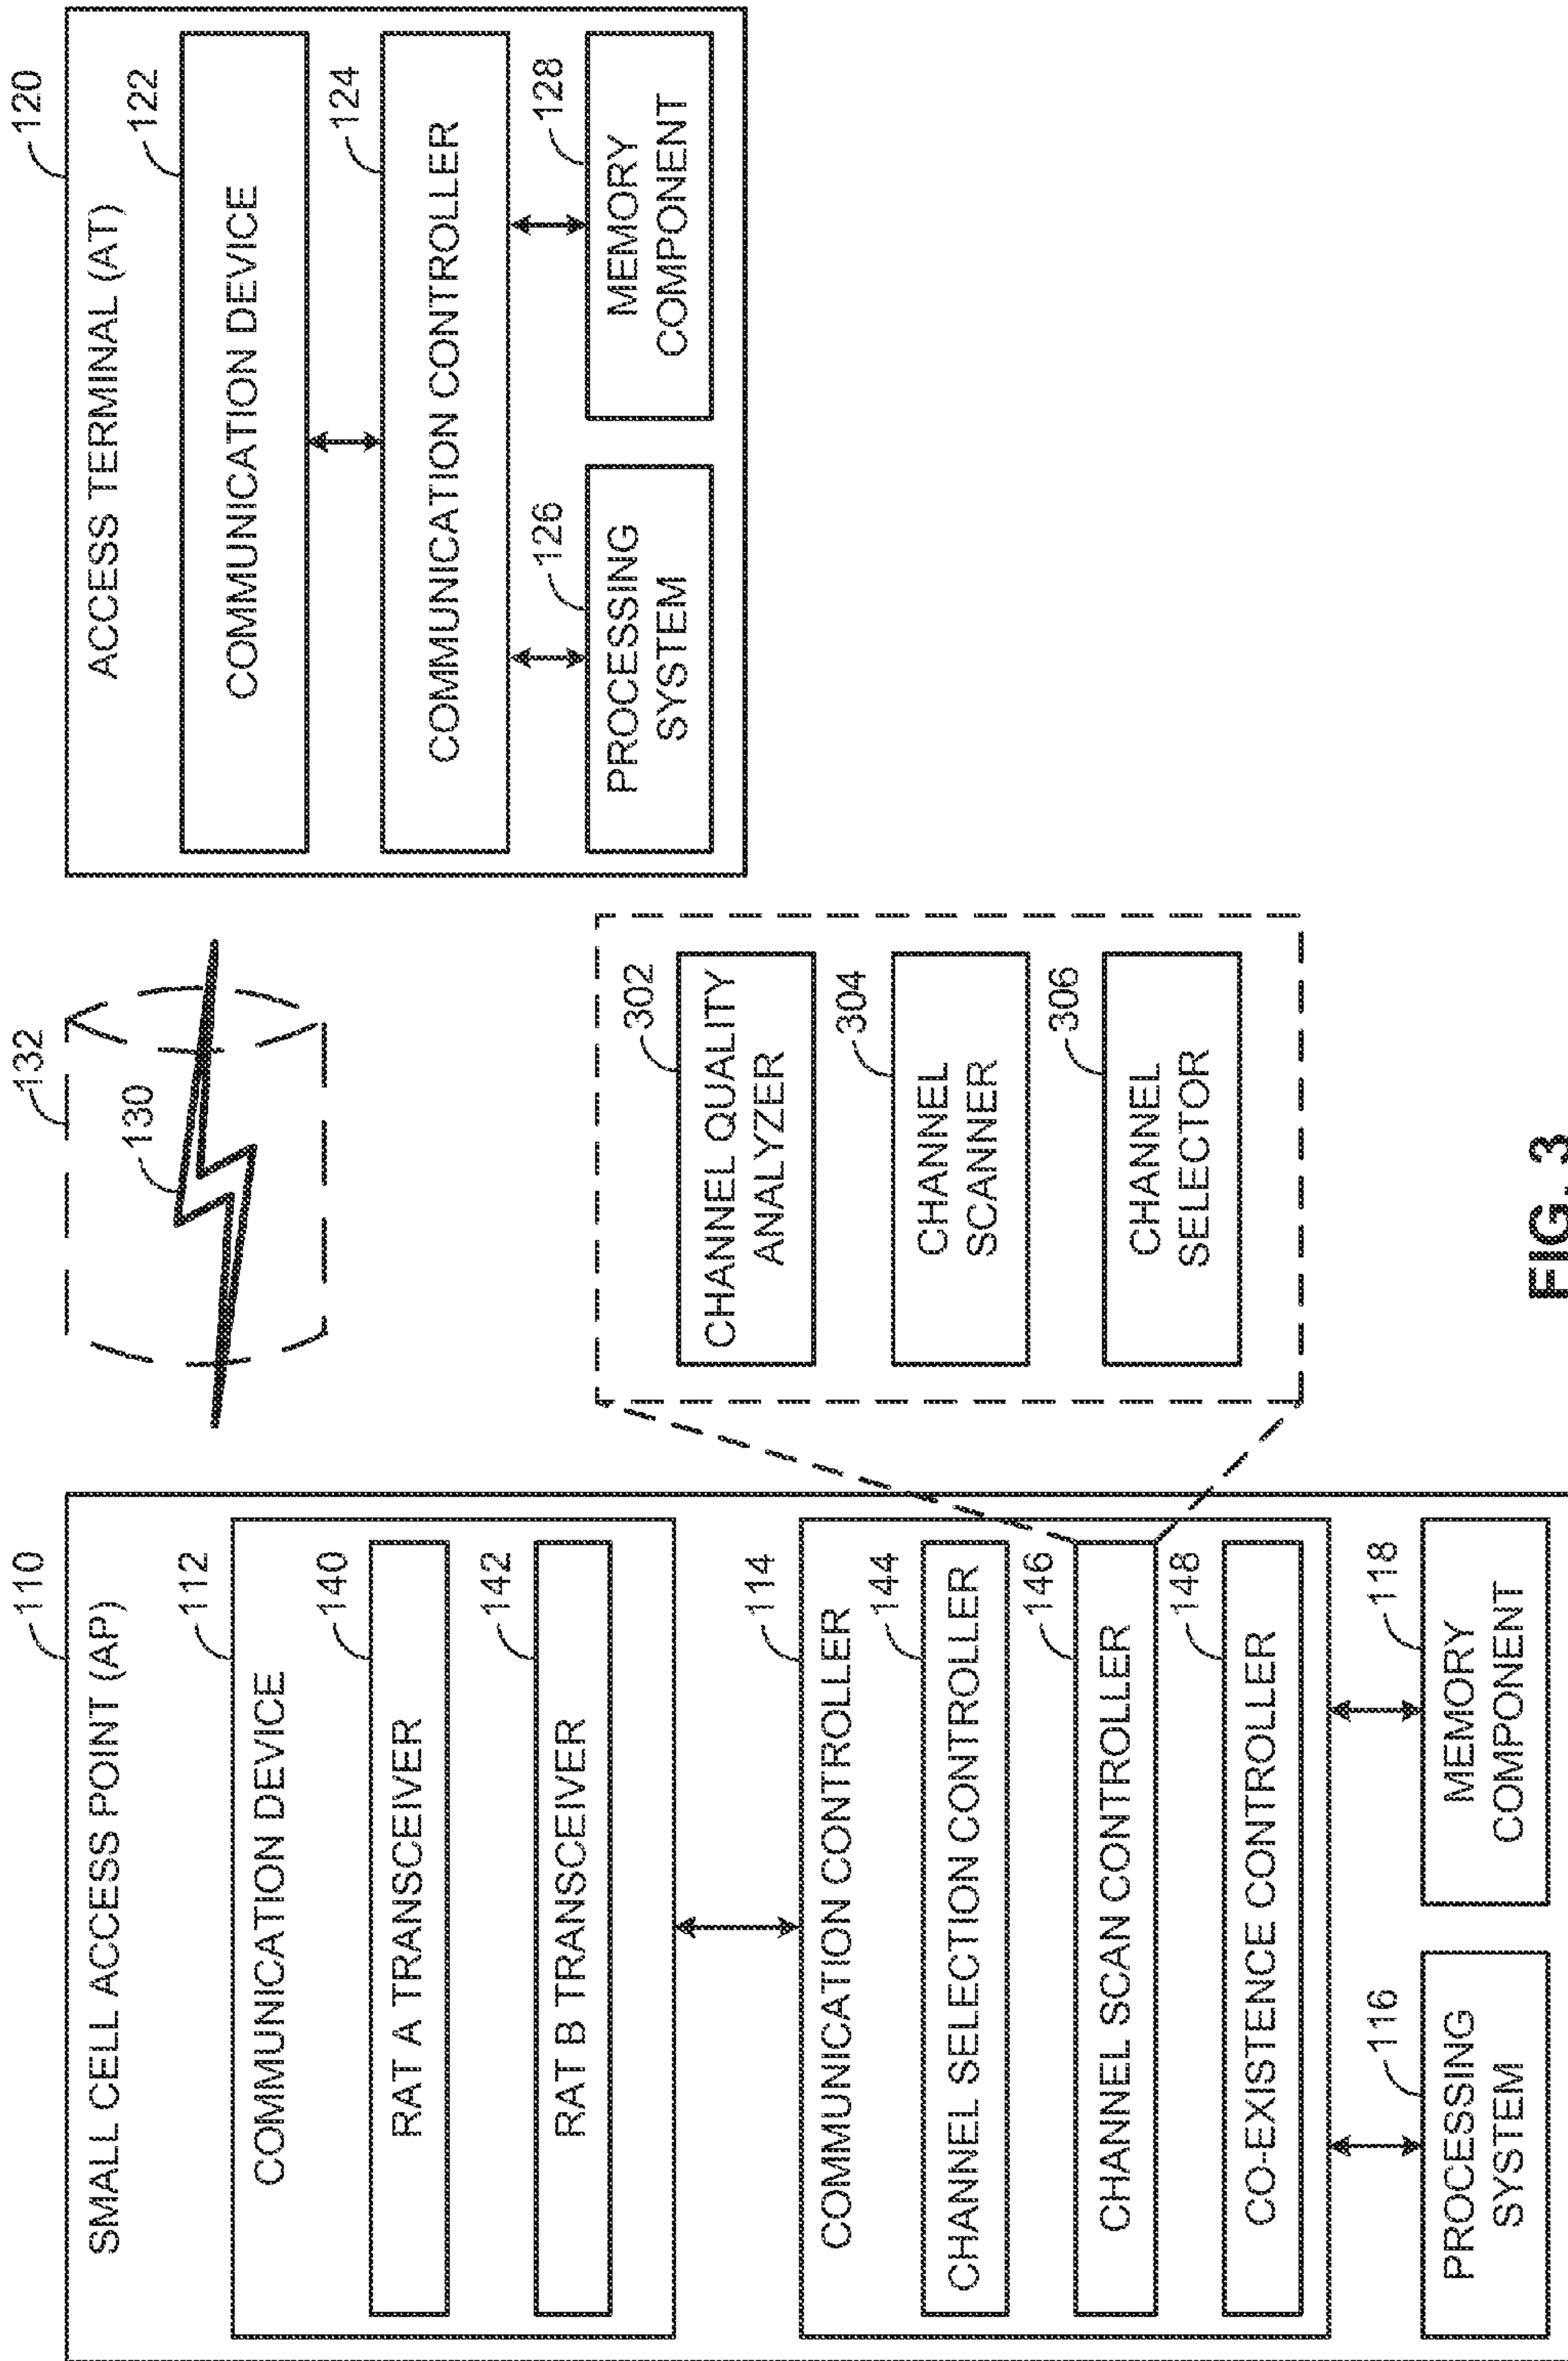 SMALL CELL ACCESS POINT (AP)
110
COMMUNICATION DEVICE
112
RAT A TRANSCEIVER
140
RAT B TRANSCEIVER
142
COMMUNICATION CONTROLLER
114
CHANNEL SELECTION CONTROLLER
144
CHANNEL SCAN CONTROLLER
146
CO-EXISTENCE CONTROLLER
148
PROCESSING
SYSTEM
116
MEMORY
COMPONENT
118
132
130
302
CHANNEL QUALITY
ANALYZER
304
CHANNEL
SCANNER
306
CHANNEL
SELECTOR
ACCESS TERMINAL (AT)
120
COMMUNICATION DEVICE
122
COMMUNICATION CONTROLLER
124
PROCESSING
SYSTEM
126
MEMORY
COMPONENT
128
FIG. 3